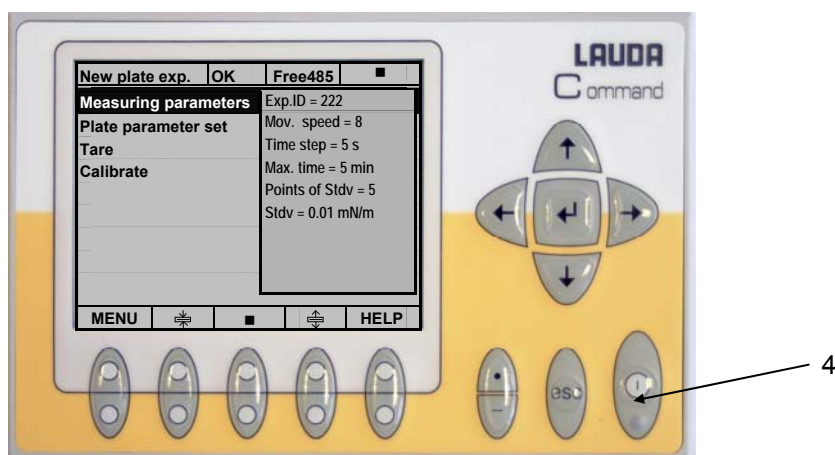 LAUDA
Command
New plate exp. OK Free485
Measuring parameters
Plate parameter set
Tare
Calibrate
Exp.ID = 222
Mov. speed = 8
Time step = 5 s
Max. time = 5 min
Points of Stdv = 5
Stdv = 0.01 mN/m
MENU HELP
esc
4